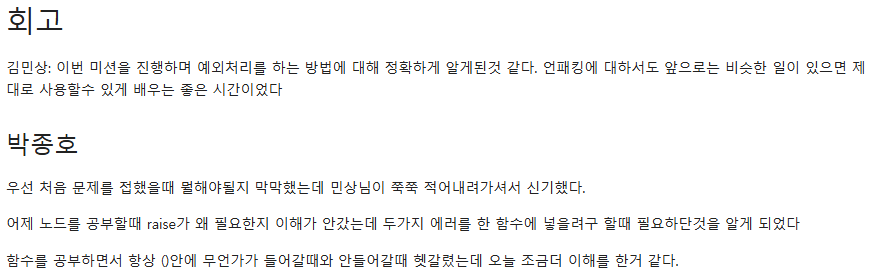 회고
김민상: 이번 미션을 진행하며 예외처리를 하는 방법에 대해 정확하게 알게된것 같다. 언패킹에 대하서도 앞으로는 비슷한 일이 있으면 제
대로 사용할수 있게 배우는 좋은 시간이었다
박종호
우선 처음 문제를 접했을때 뭘해야될지 막막했는데 민상님이 쭉쭉 적어내려가셔서 신기했다.
어제 노드를 공부할때 raise가 왜 필요한지 이해가 안갔는데 두가지 에러를 한 함수에 넣을려구 할때 필요하단것을 알게 되었다
함수를 공부하면서 항상 ()안에 무언가가 들어갈때와 안들어갈때 헷갈렸는데 오늘 조금더 이해를 한거 같다.